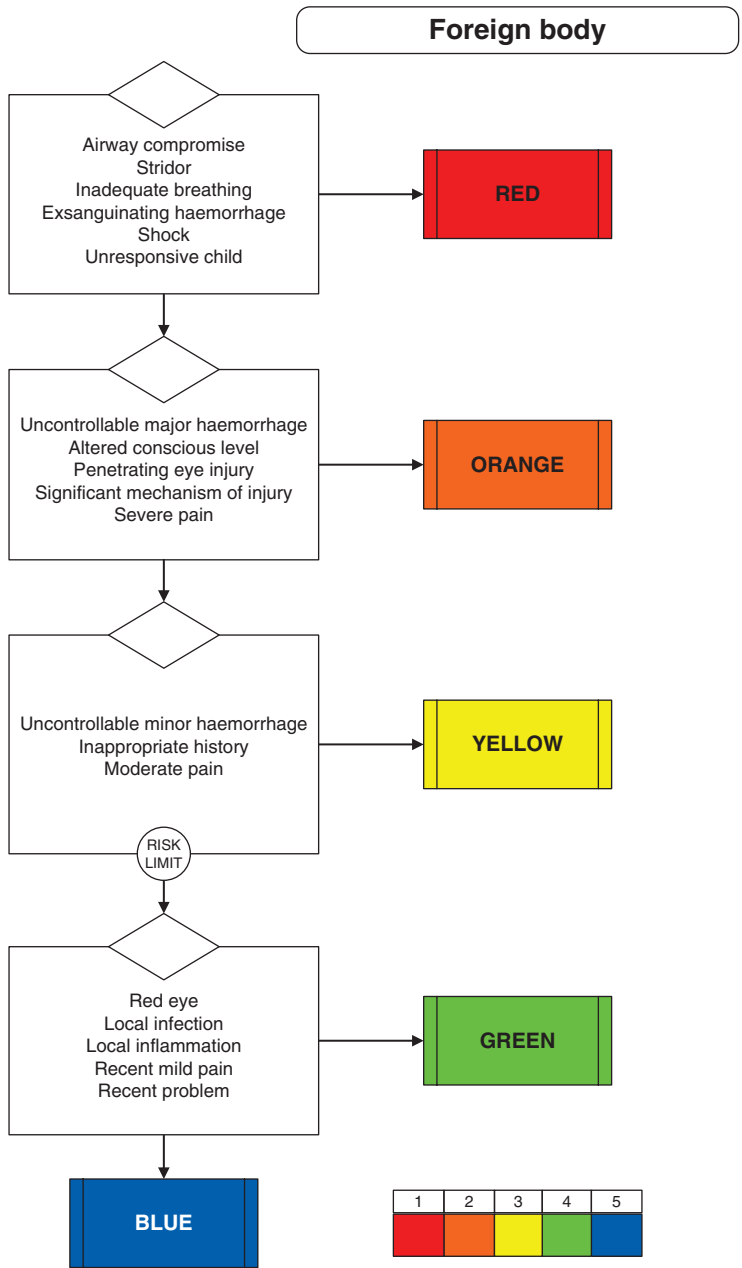 Foreign body
Airway compromise
Stridor
Inadequate breathing
Exsanguinating haemorrhage
Shock
Unresponsive child
RED
Uncontrollable major haemorrhage
Altered conscious level
Penetrating eye injury
Significant mechanism of injury
Severe pain
ORANGE
Uncontrollable minor haemorrhage
Inappropriate history
Moderate pain
YELLOW
RISK
LIMIT
Red eye
Local infection
Local inflammation
Recent mild pain
Recent problem
GREEN
BLUE
1 2 3 4 5